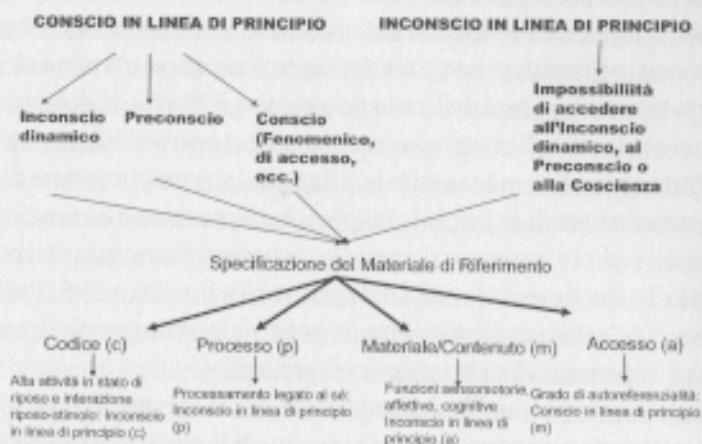 CONSCIO IN LINEA DI PRINCIPIO
INCONSCIO IN LINEA DI PRINCIPIO
Inconscio
dinamico
Preconscio
Conscio
(Fenomenico,
di accesso,
ecc.)
Impossibililtà
di accedere
all'Inconscio
dinamico, al
Preconscio o
alla Coscienza
Specificazione del Materiale di Riferimento
Codice (c)
Processo (p)
Materiale/Contenuto (m)
Accesso (a)
Alta attività in stato di
riposo e interazione
riposo-stimolo: Inconscio
in linea di principio (c)
Processamento legato al sé:
Inconscio in linea di principio
(p)
Funzioni sensomotorie,
affettive, cognitive
Inconscio in linea di
principio
Grado di autoreferenzialità:
Conscio in linea di principio
(m)